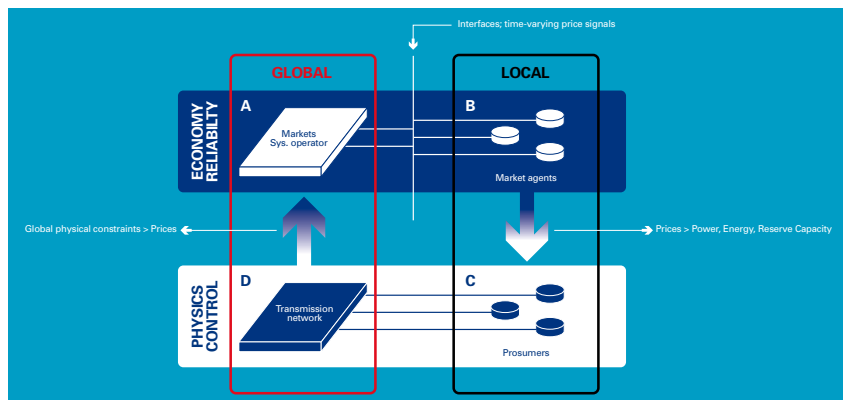 Interfaces; time-varying price signals
GLOBAL
LOCAL
ECONOMY
RELIABILTY
A
Markets
Sys. operator
B
Market agents
Global physical constraints > Prices
Prices > Power, Energy, Reserve Capacity
PHYSICS
CONTROL
D
Transmission
network
C
Prosumers